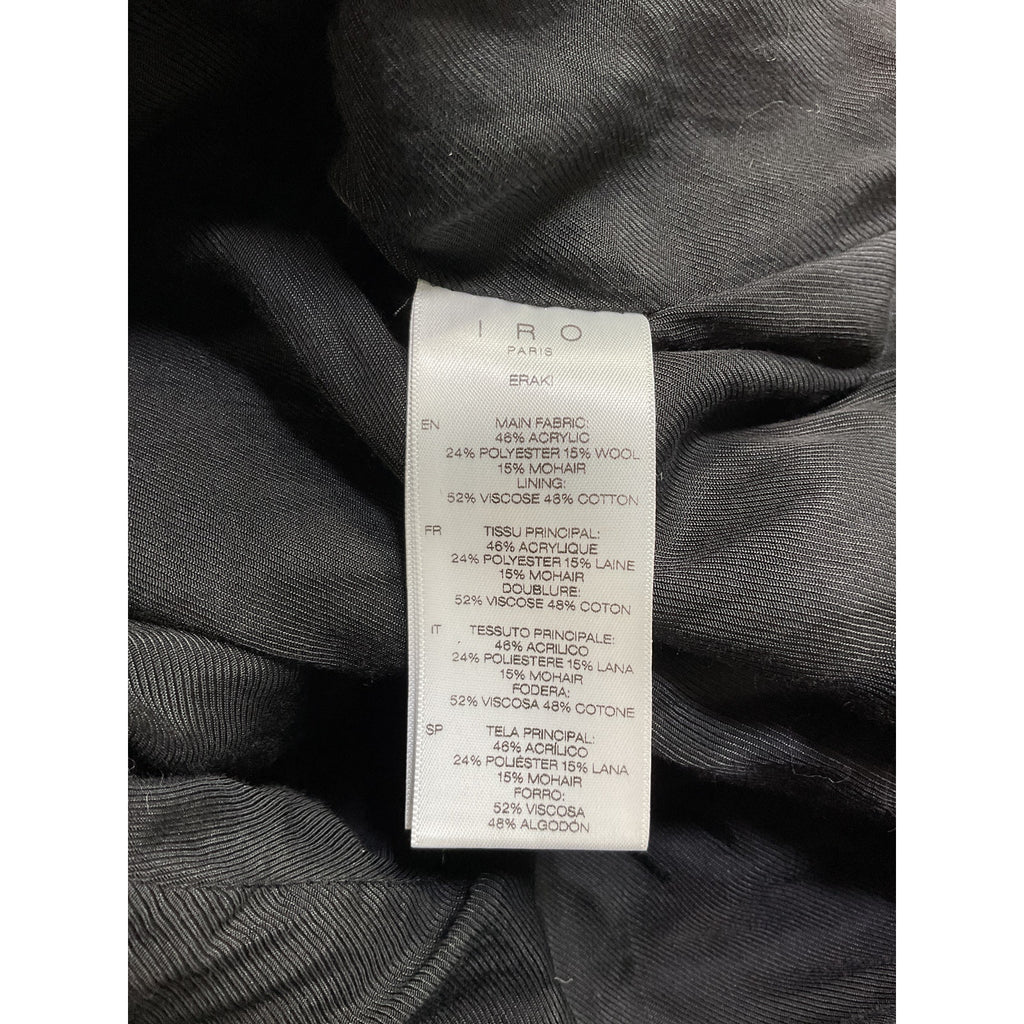 IRO
PARIS
ERAKI
EN MAIN FABRIC:
46% ACRYLIC
24% POLYESTER 15% WOOL
15% MOHAIR
LINING:
52% VISCOSE 48% COTTON
FR TISSU PRINCIPAL:
46% ACRYLIQUE
24% POLYESTER 15% LAINE
15% MOHAIR
DOUBLURE:
52% VISCOSE 48% COTON
IT TESSUTO PRINCIPALE:
46% ACRILICO
24% POLIESTERE 15% LANA
15% MOHAIR
FODERA:
52% VISCOSA 48% COTONE
SP TELA PRINCIPAL:
46% ACRÍLICO
24% POLIÉSTER 15% LANA
15% MOHAIR
FORRO:
52% VISCOSA
48% ALGODÓN